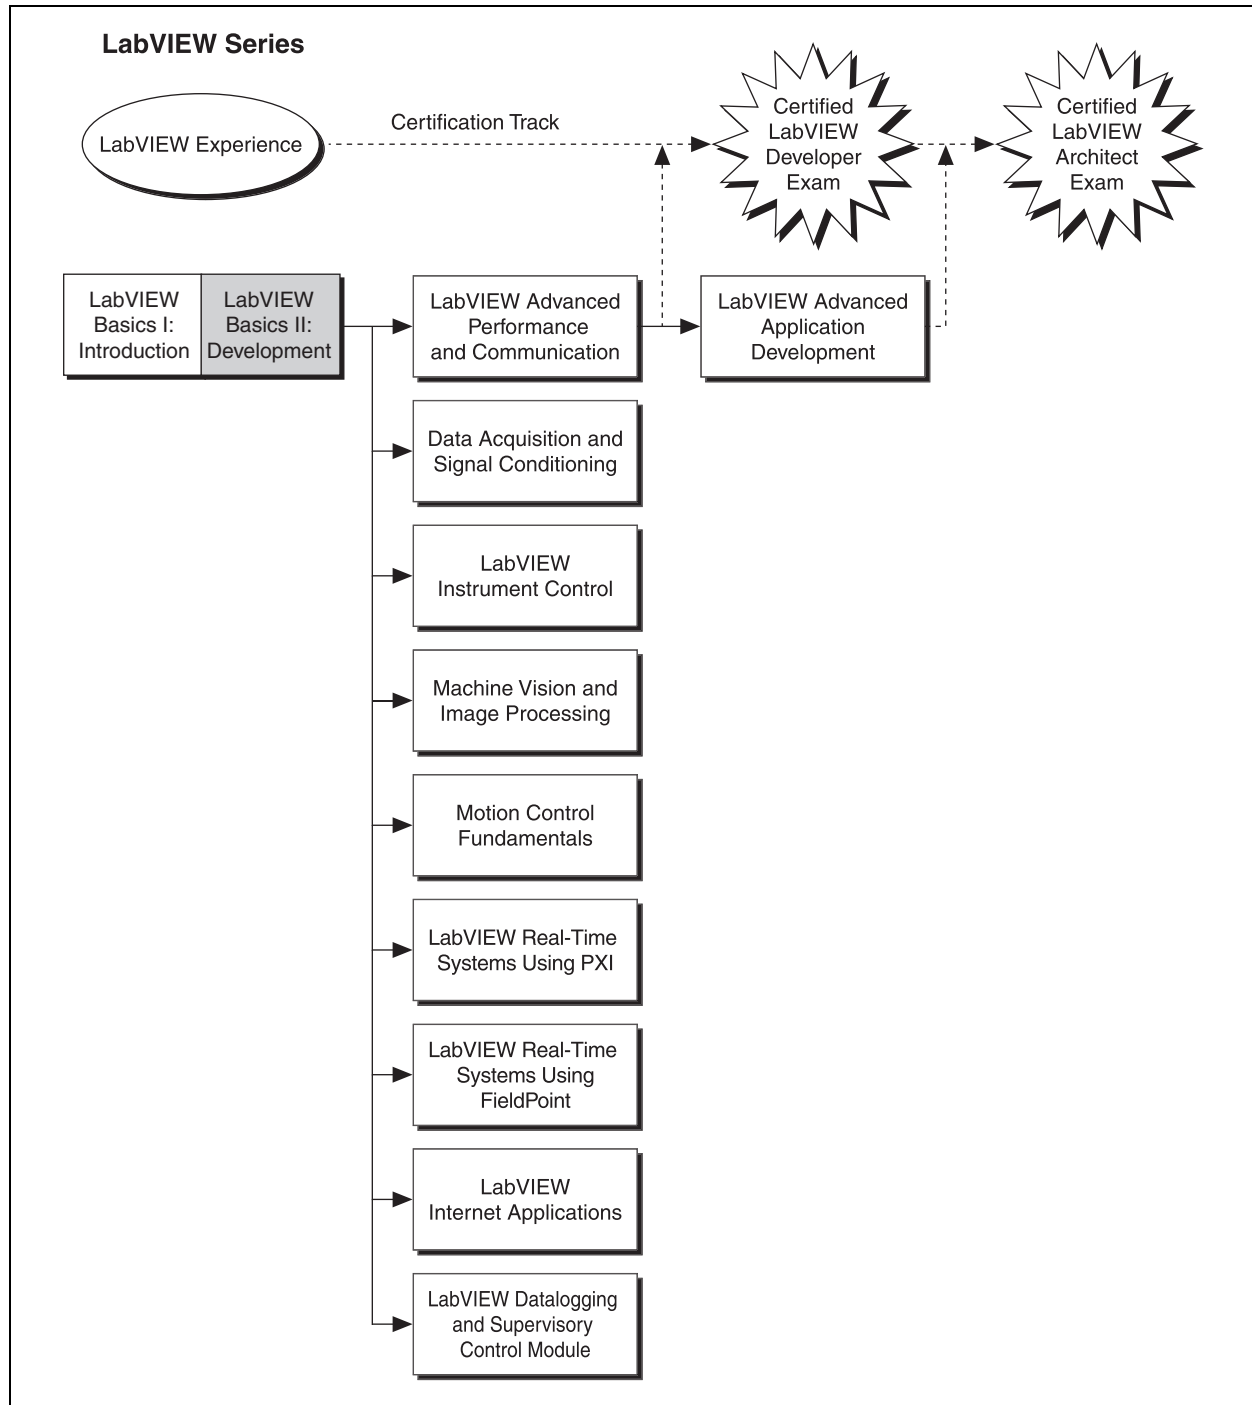 LabVIEW Series
LabVIEW Experience
Certification Track
Certified
LabVIEW
Developer
Exam
Certified
LabVIEW
Architect
Exam
LabVIEW
Basics I:
Introduction
LabVIEW
Basics II:
Development
LabVIEW Advanced
Performance
and Communication
LabVIEW Advanced
Application
Development
Data Acquisition and
Signal Conditioning
LabVIEW
Instrument Control
Machine Vision and
Image Processing
Motion Control
Fundamentals
LabVIEW Real-Time
Systems Using PXI
LabVIEW Real-Time
Systems Using
FieldPoint
LabVIEW
Internet Applications
LabVIEW Datalogging
and Supervisory
Control Module